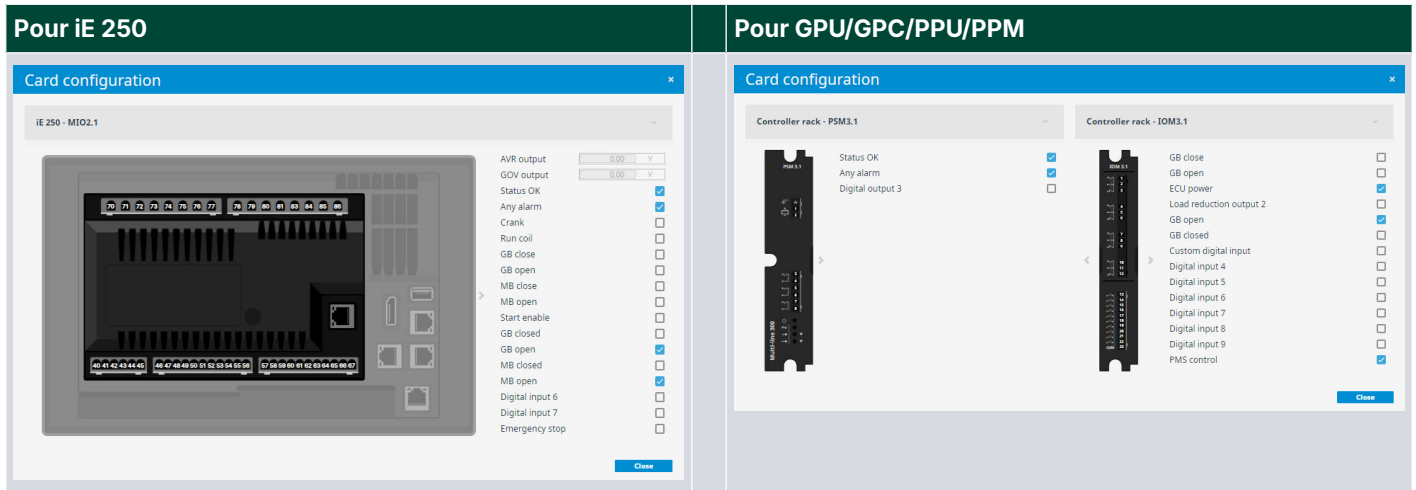 Pour iE 250
Card configuration
×
iE 250 - MIO2.1
70 71 72 73 74 75 76 77 78 79 80 81 83 84 85 86
40 41 42 43 44 45 46 47 48 49 50 51 52 53 54 55 56 57 58 59 60 61 62 63 64 65 66 67
AVR output 0.00 V
GOV output 0.00 V
Status OK
Any alarm
Crank
Run coil
GB close
GB open
MB close
MB open
Start enable
GB closed
GB open
MB closed
MB open
Digital input 6
Digital input 7
Emergency stop
Close
Pour GPU/GPC/PPU/PPM
Card configuration
×
Controller rack - PSM3.1
PSM 3.1
Multi-line 300
Status OK
Any alarm
Digital output 3
Controller rack - IOM3.1
IOM 3.1
GB close
GB open
ECU power
Load reduction output 2
GB open
GB closed
Custom digital input
Digital input 4
Digital input 5
Digital input 6
Digital input 7
Digital input 8
Digital input 9
PMS control
Close